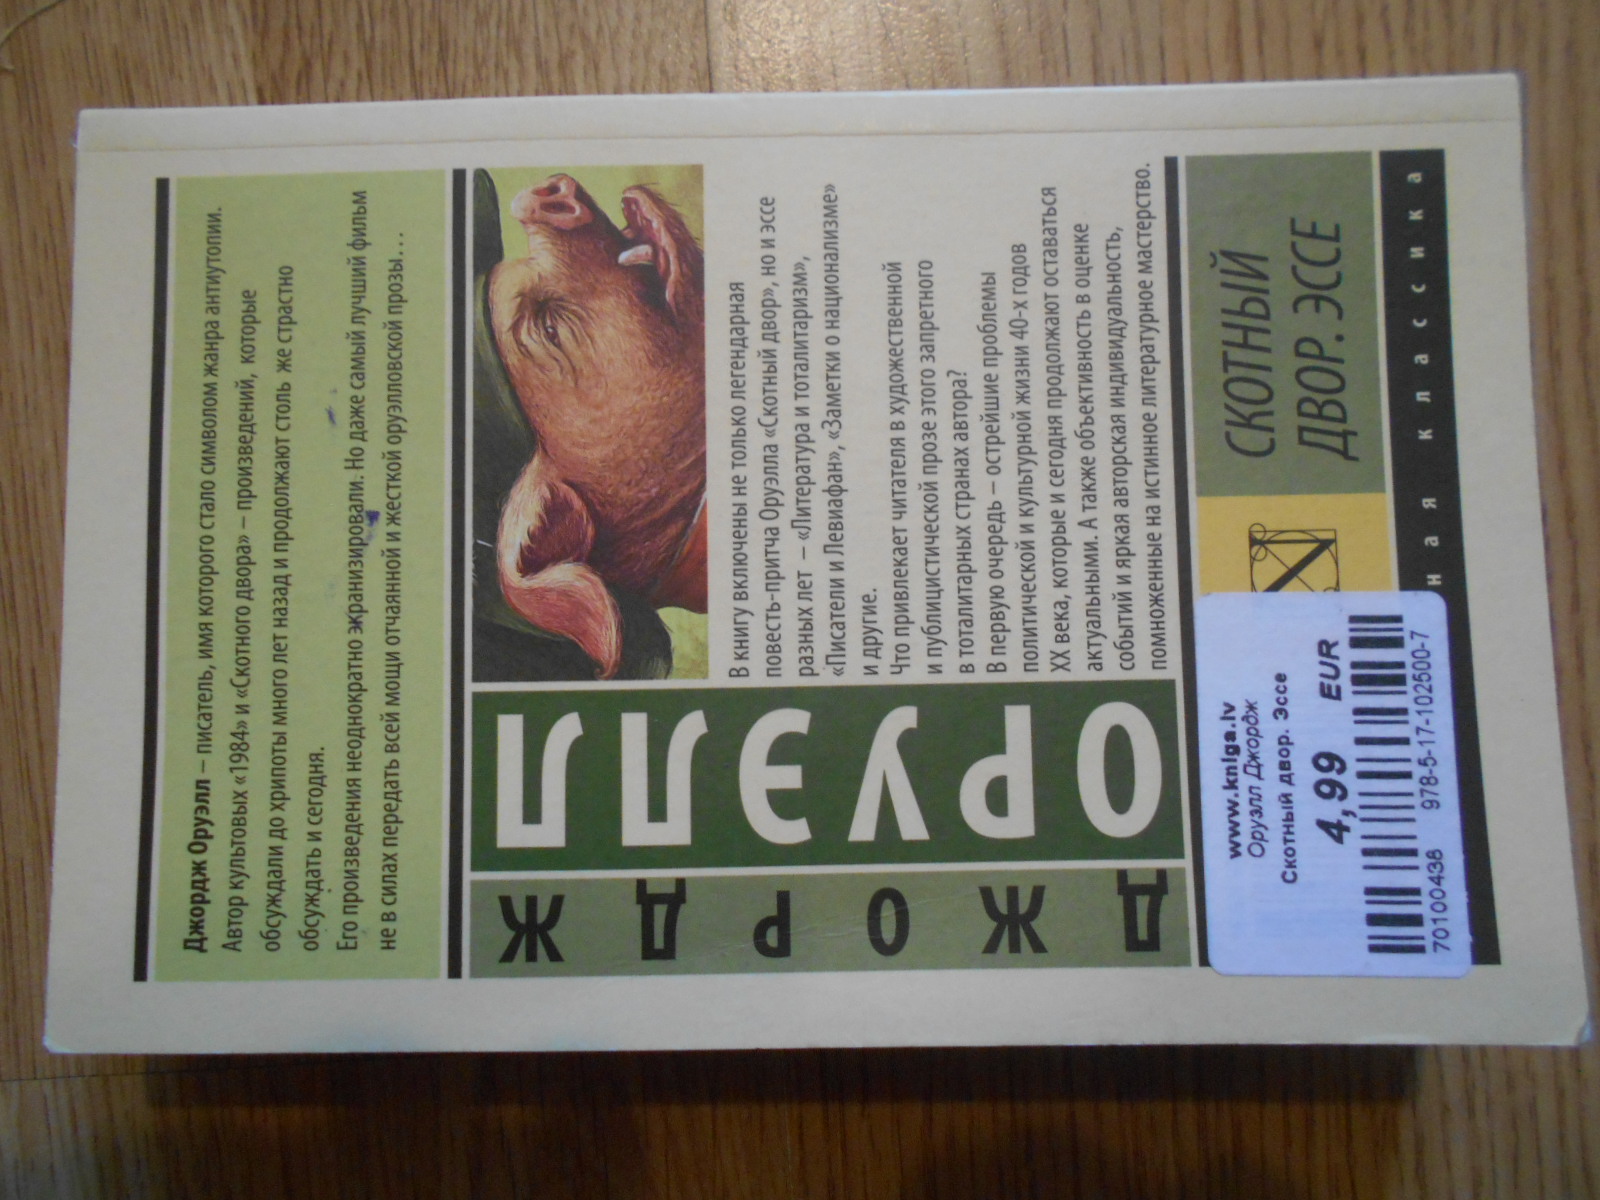 Джордж Оруэлл – писатель, имя которого стало символом жанра антиутопии.
Автор культовых «1984» и «Скотного двора» – произведений, которые
обсуждали до хрипоты много лет назад и продолжают столь же страстно
обсуждать и сегодня.
Его произведения неоднократно экранизировали. Но даже самый лучший фильм
не в силах передать всей мощи отчаянной и жесткой оруэлловской прозы…
ДЖОРДЖ
ОРУЭЛЛ
В книгу включены не только легендарная
повесть-притча Оруэлла «Скотный двор», но и эссе
разных лет – «Литература и тоталитаризм»,
«Писатели и Левиафан», «Заметки о национализме»
и другие.
Что привлекает читателя в художественной
и публицистической прозе этого запретного
в тоталитарных странах автора?
В первую очередь – острейшие проблемы
политической и культурной жизни 40-х годов
XX века, которые и сегодня продолжают оставаться
актуальными. А также объективность в оценке
событий и яркая авторская индивидуальность,
помноженные на истинное литературное мастерство.
СКОТНЫЙ
ДВОР. ЭССЕ
ная классика
www.kniga.lv
Оруэлл Джордж
Скотный двор. Эссе
4,99 EUR
70100438 978-5-17-102500-7